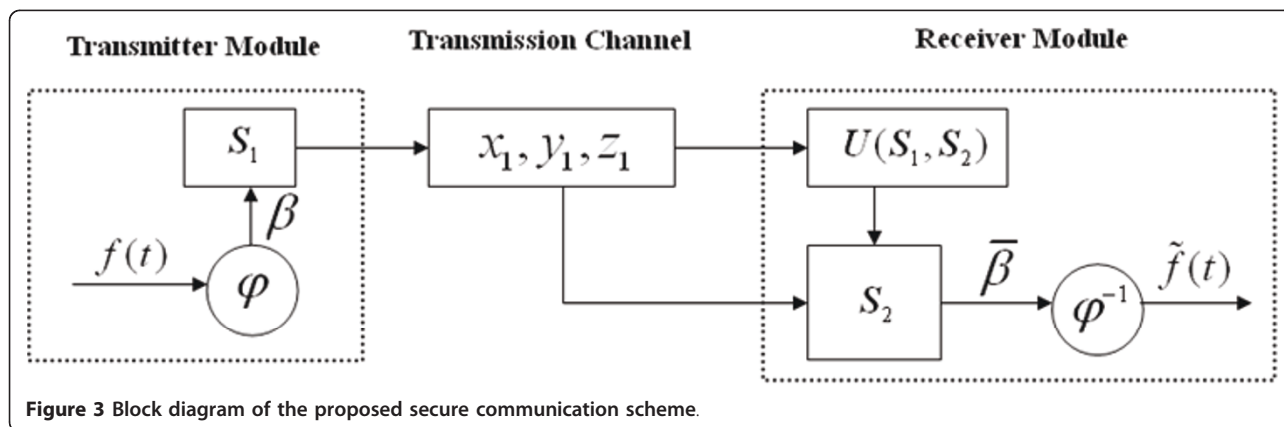 Transmitter Module
Transmission Channel
Receiver Module
S₁
x₁, y₁, z₁
U(S₁, S₂)
β
f(t)
φ
S₂
β̅
φ⁻¹
f̃(t)
Figure 3 Block diagram of the proposed secure communication scheme.